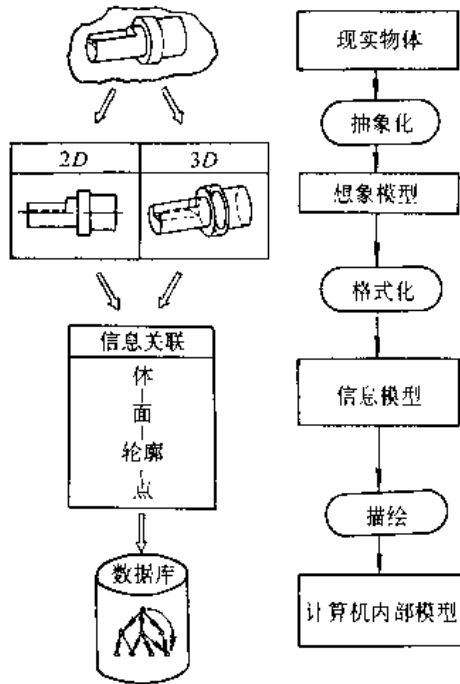 2D
3D
信息关联
体
面
轮廓
点
数据库
现实物体
抽象化
想象模型
格式化
信息模型
描绘
计算机内部模型